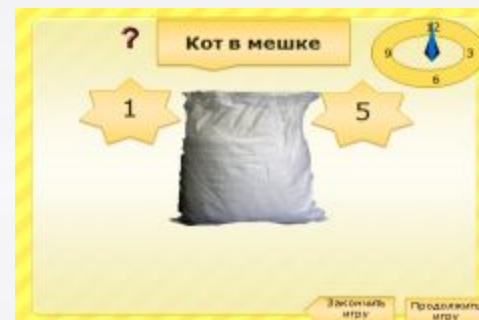 ?
Кот в мешке
12
9
3
6
1
5
Закончить
игру
Продолжить
игру